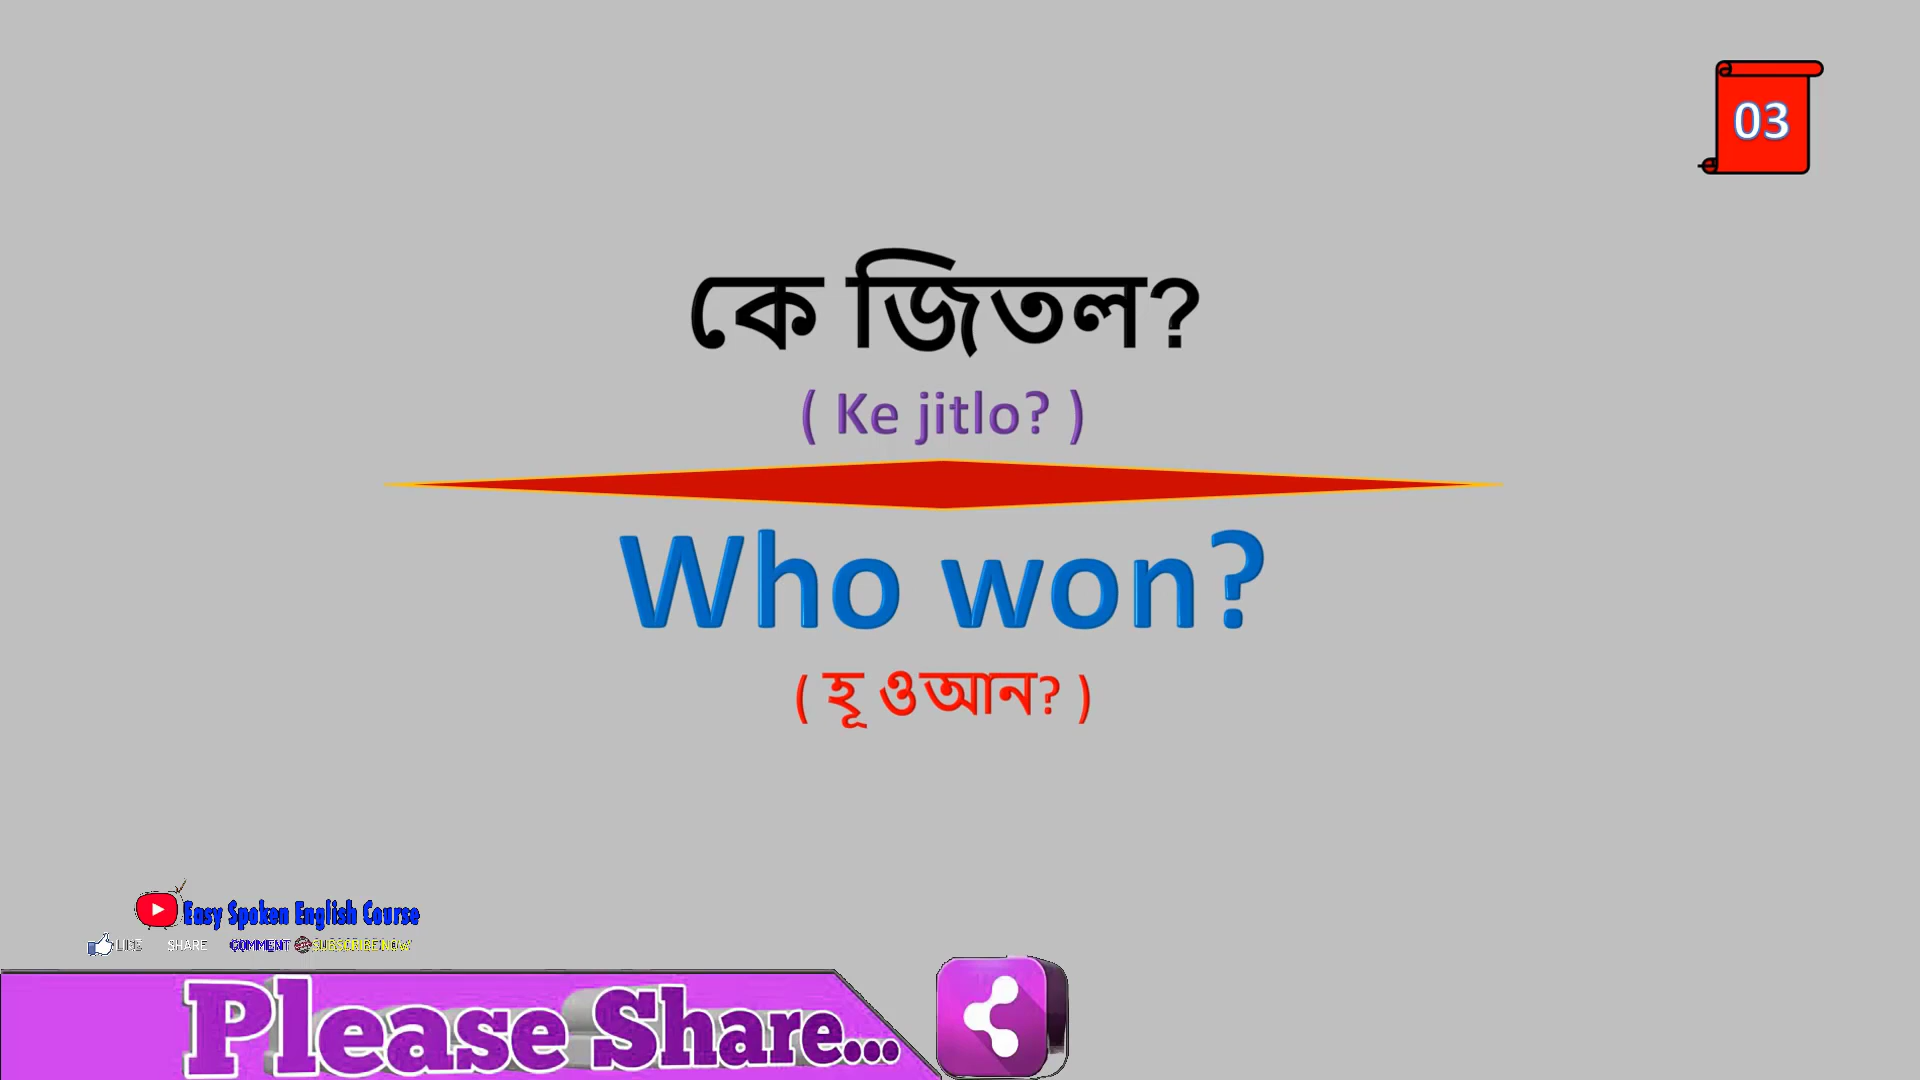 03
কে জিতল?
( Ke jitlo? )
Who won?
( হূ ওআন? )
Easy Spoken English Course
LIKE SHARE COMMENT SUBSCRIBE NOW
Please Share...